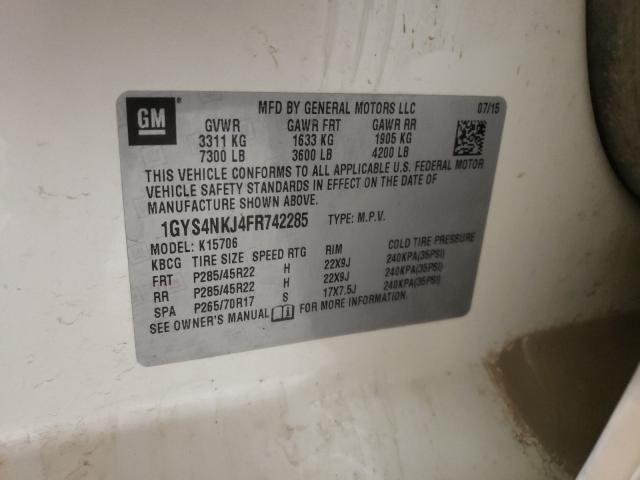 GM
MFD BY GENERAL MOTORS LLC 07/15
GVWR GAWR FRT GAWR RR
3311 KG 1633 KG 1905 KG
7300 LB 3600 LB 4200 LB
THIS VEHICLE CONFORMS TO ALL APPLICABLE U.S. FEDERAL MOTOR
VEHICLE SAFETY STANDARDS IN EFFECT ON THE DATE OF
MANUFACTURE SHOWN ABOVE.
1GYS4NKJ4FR742285 TYPE: M.P.V.
MODEL: K15706
KBCG TIRE SIZE SPEED RTG RIM COLD TIRE PRESSURE
FRT P285/45R22 H 22X9J 240KPA(35PSI)
RR P285/45R22 H 22X9J 240KPA(35PSI)
SPA P265/70R17 S 17X7.5J 240KPA(35PSI)
SEE OWNER'S MANUAL FOR MORE INFORMATION.